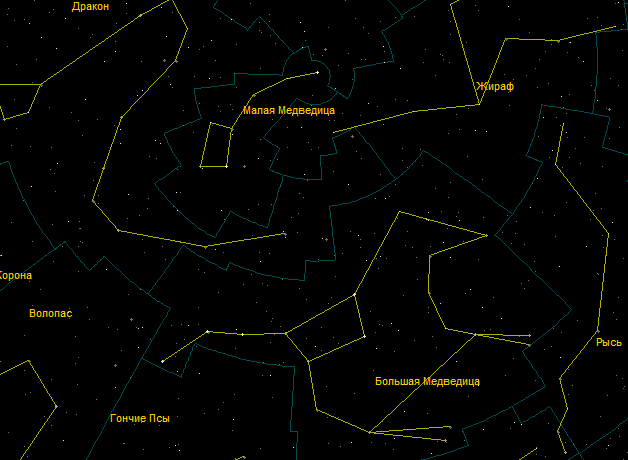 Дракон
Жираф
Малая Медведица
Корона
Волопас
Рысь
Большая Медведица
Гончие Псы